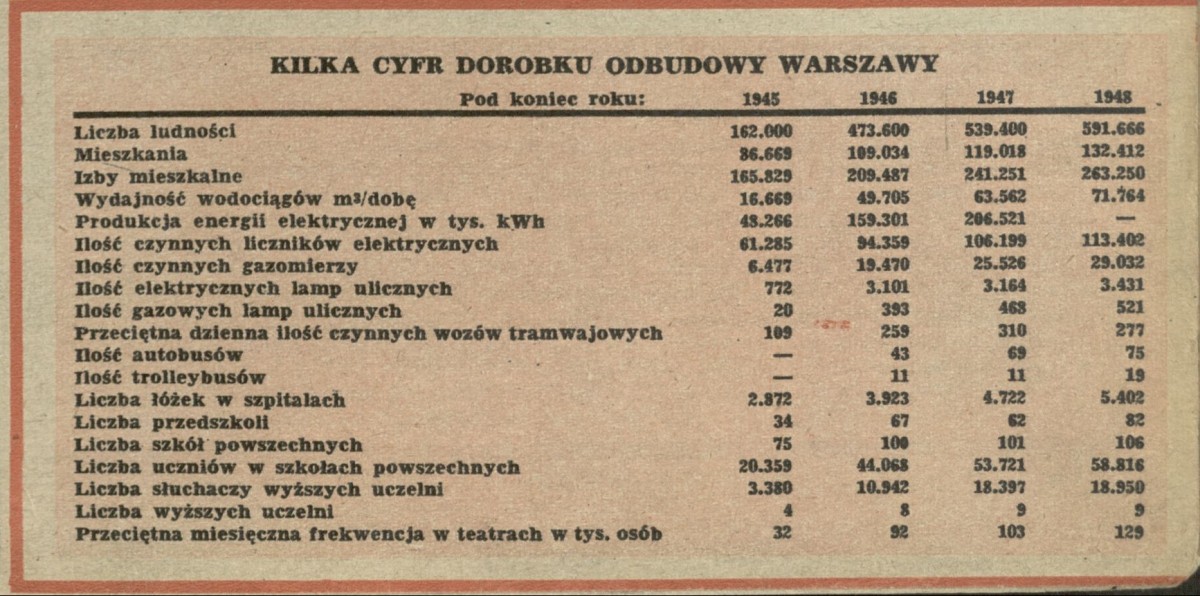 KILKA CYFR DOROBKU ODBUDOWY WARSZAWY
Pod koniec roku: 1945 1946 1947 1948
Liczba ludności 162.000 473.600 539.400 591.666
Mieszkania 86.669 109.034 119.018 132.412
Izby mieszkalne 165.829 209.487 241.251 263.250
Wydajność wodociągów m³/dobę 16.669 49.705 63.562 71.764
Produkcja energii elektrycznej w tys. kWh 48.266 159.301 206.521 —
Ilość czynnych liczników elektrycznych 61.285 94.359 106.199 113.402
Ilość czynnych gazomierzy 6.477 19.470 25.526 29.032
Ilość elektrycznych lamp ulicznych 772 3.101 3.164 3.431
Ilość gazowych lamp ulicznych 20 393 468 521
Przeciętna dzienna ilość czynnych wozów tramwajowych 109 259 310 277
Ilość autobusów — 43 69 75
Ilość trolleybusów — 11 11 19
Liczba łóżek w szpitalach 2.872 3.923 4.722 5.402
Liczba przedszkoli 34 67 62 82
Liczba szkół powszechnych 75 100 101 106
Liczba uczniów w szkołach powszechnych 20.359 44.068 53.721 58.816
Liczba słuchaczy wyższych uczelni 3.380 10.942 18.397 18.950
Liczba wyższych uczelni 4 8 9 9
Przeciętna miesięczna frekwencja w teatrach w tys. osób 32 92 103 129